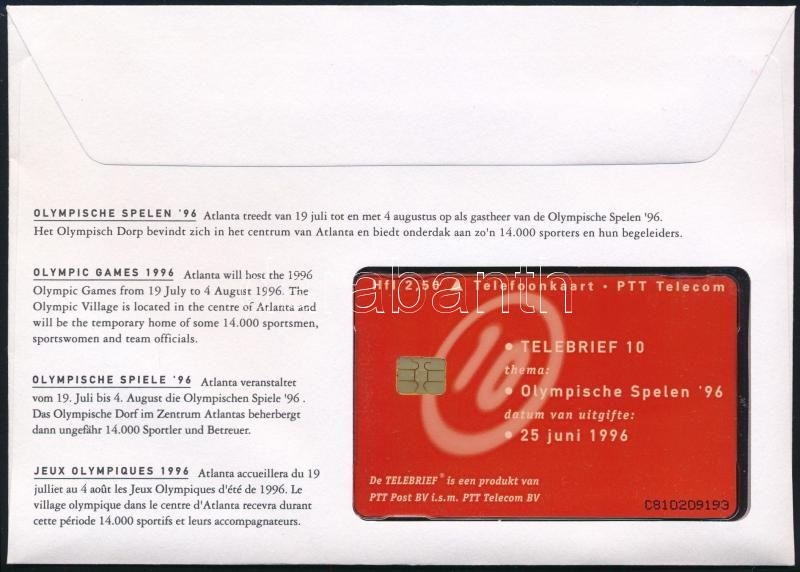 OLYMPISCHE SPELEN '96 Atlanta treedt van 19 juli tot en met 4 augustus op als gastheer van de Olympische Spelen '96.
Het Olympisch Dorp bevindt zich in het centrum van Atlanta en biedt onderdak aan zo'n 14.000 sporters en hun begeleiders.
OLYMPIC GAMES 1996 Atlanta will host the 1996
Olympic Games from 19 July to 4 August 1996. The
Olympic Village is located in the centre of Atlanta and
will be the temporary home of some 14.000 sportsmen,
sportswomen and team officials.
OLYMPISCHE SPIELE '96 Atlanta veranstaltet
vom 19. Juli bis 4. August die Olympischen Spiele '96 .
Das Olympische Dorf im Zentrum Atlantas beherbergt
dann ungefähr 14.000 Sportler und Betreuer.
JEUX OLYMPIQUES 1996 Atlanta accueillera du 19
julliet au 4 août les Jeux Olympiques d'été de 1996. Le
village olympique dans le centre d'Atlanta recevra durant
cette période 14.000 sportifs et leurs accompagnateurs.
Hfl 2,50 Telefoonkaart • PTT Telecom
10
• TELEBRIEF 10
thema:
• Olympische Spelen '96
datum van uitgifte:
• 25 juni 1996
De TELEBRIEF® is een produkt van
PTT Post BV i.s.m. PTT Telecom BV
C810209193
darabanth